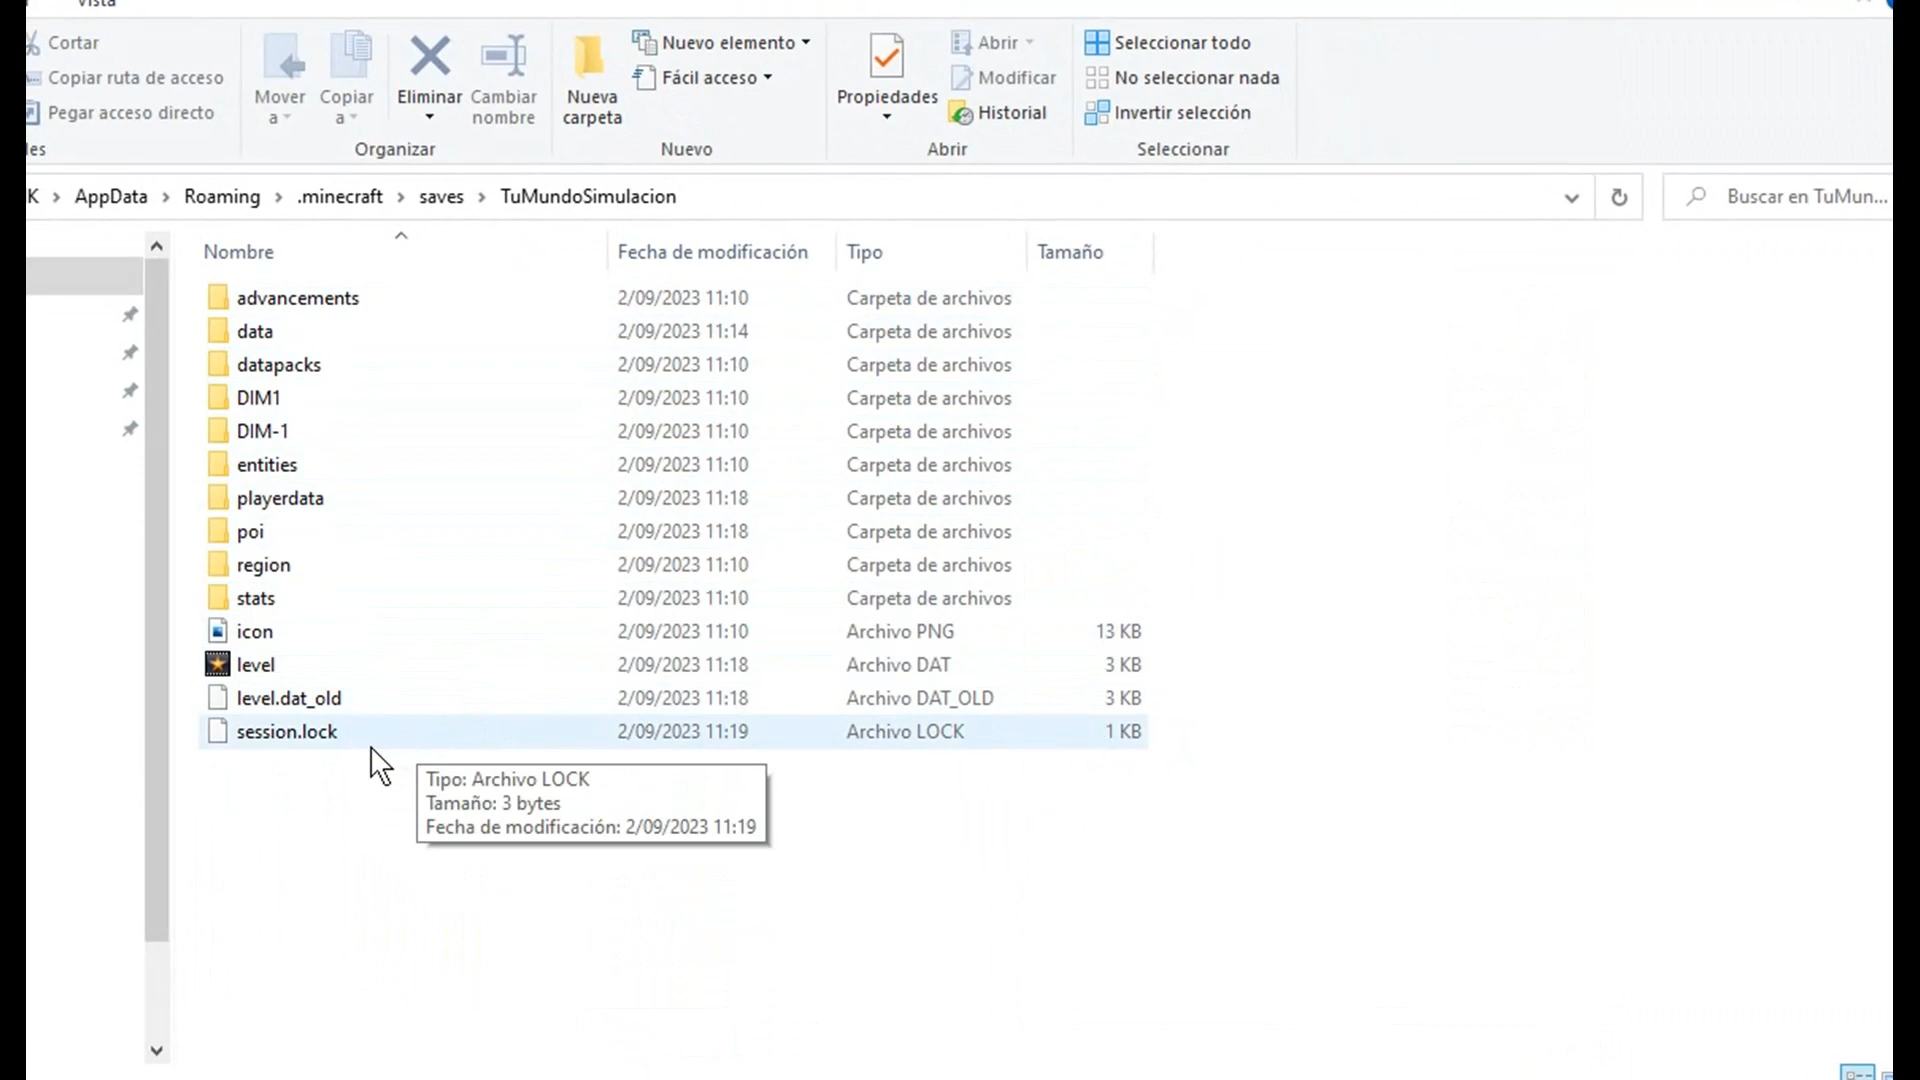 Vista
Cortar
Copiar ruta de acceso
Pegar acceso directo
Mover a
Copiar a
Eliminar
Cambiar nombre
Organizar
Nueva carpeta
Nuevo elemento
Fácil acceso
Nuevo
Propiedades
Abrir
Modificar
Historial
Abrir
Seleccionar todo
No seleccionar nada
Invertir selección
Seleccionar
K > AppData > Roaming > .minecraft > saves > TuMundoSimulacion
Buscar en TuMun...
Nombre Fecha de modificación Tipo Tamaño
advancements 2/09/2023 11:10 Carpeta de archivos
data 2/09/2023 11:14 Carpeta de archivos
datapacks 2/09/2023 11:10 Carpeta de archivos
DIM1 2/09/2023 11:10 Carpeta de archivos
DIM-1 2/09/2023 11:10 Carpeta de archivos
entities 2/09/2023 11:10 Carpeta de archivos
playerdata 2/09/2023 11:18 Carpeta de archivos
poi 2/09/2023 11:18 Carpeta de archivos
region 2/09/2023 11:10 Carpeta de archivos
stats 2/09/2023 11:10 Carpeta de archivos
icon 2/09/2023 11:10 Archivo PNG 13 KB
level 2/09/2023 11:18 Archivo DAT 3 KB
level.dat_old 2/09/2023 11:18 Archivo DAT_OLD 3 KB
session.lock 2/09/2023 11:19 Archivo LOCK 1 KB
Tipo: Archivo LOCK
Tamaño: 3 bytes
Fecha de modificación: 2/09/2023 11:19